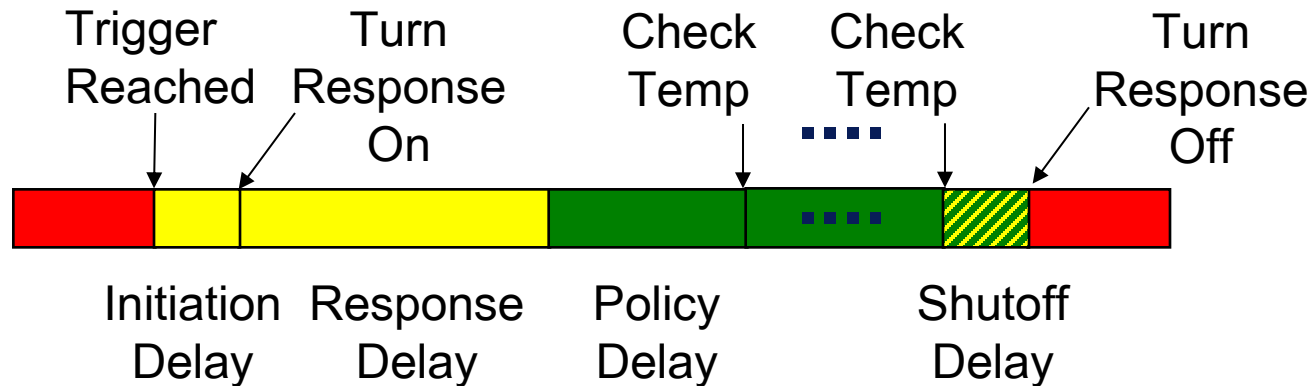 Trigger
Reached
Turn
Response
On
Check
Temp
Check
Temp
Turn
Response
Off
Initiation
Delay
Response
Delay
Policy
Delay
Shutoff
Delay